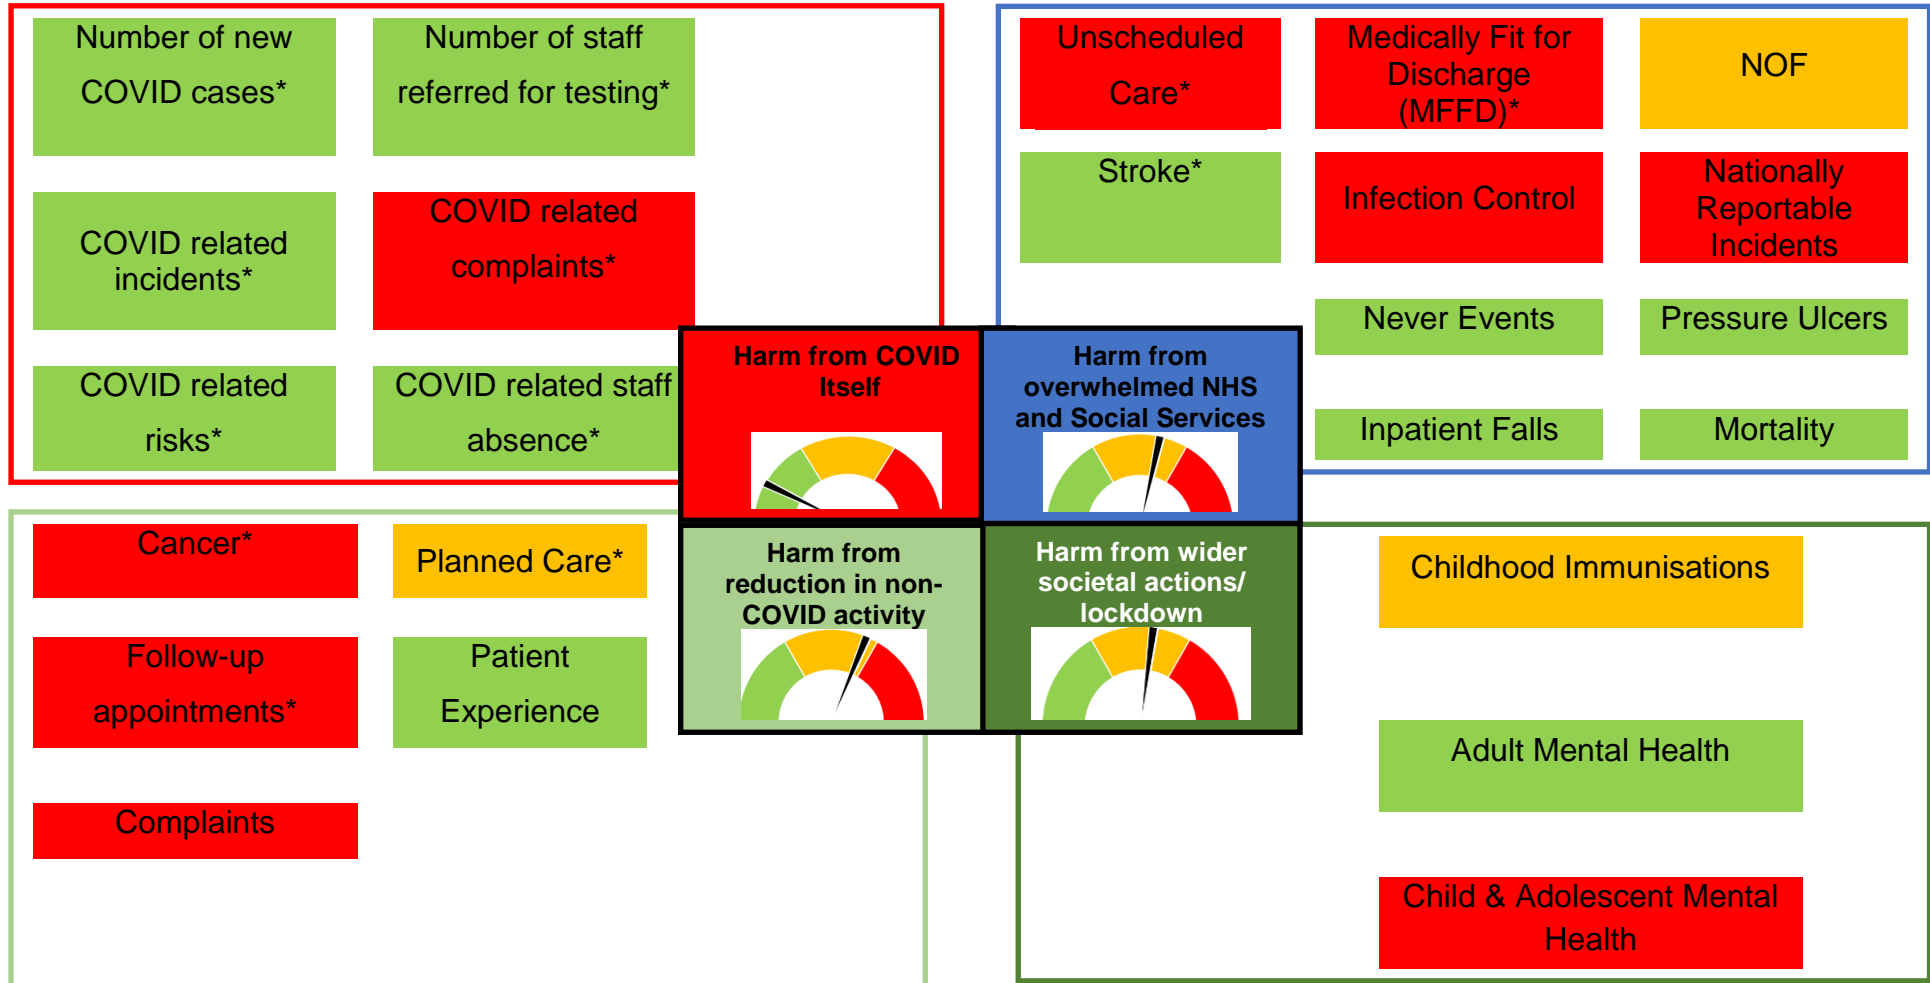 Number of new
COVID cases*
Number of staff
referred for testing*
COVID related
incidents*
COVID related
complaints*
COVID related
risks*
COVID related staff
absence*
Unscheduled
Care*
Medically Fit for
Discharge
(MFFD)*
NOF
Stroke*
Infection Control
Nationally
Reportable
Incidents
Never Events
Pressure Ulcers
Inpatient Falls
Mortality
Harm from COVID
Itself
Harm from
overwhelmed NHS
and Social Services
Harm from
reduction in non-
COVID activity
Harm from wider
societal actions/
lockdown
Cancer*
Planned Care*
Follow-up
appointments*
Patient
Experience
Complaints
Childhood Immunisations
Adult Mental Health
Child & Adolescent Mental
Health